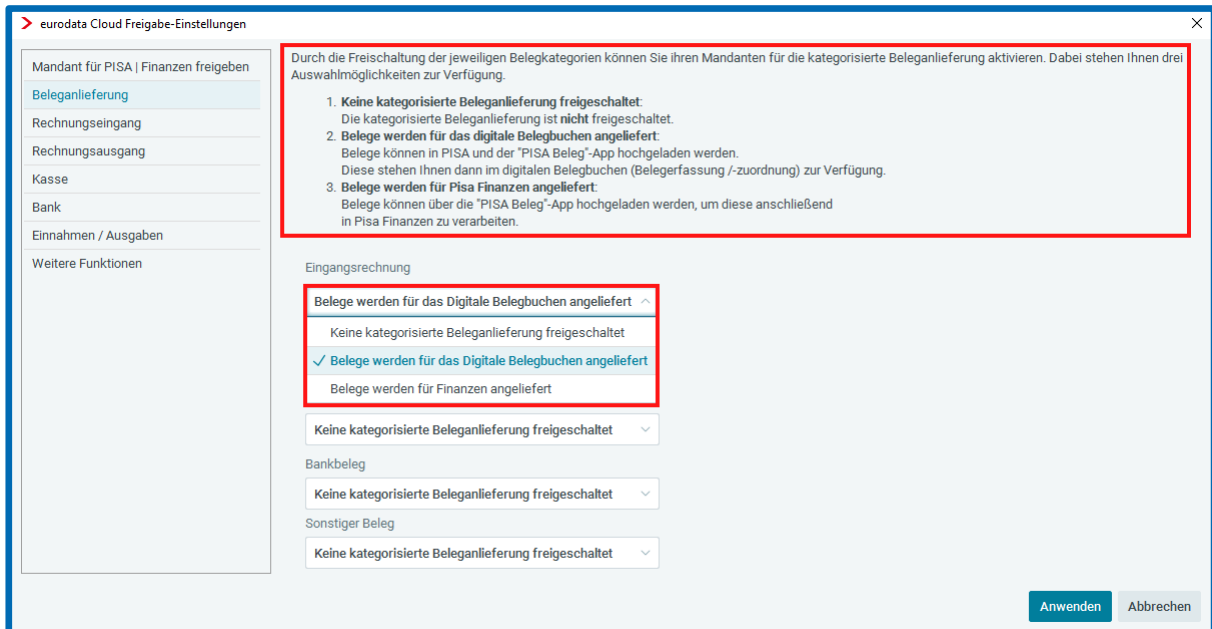 eurodata Cloud Freigabe-Einstellungen
Mandant für PISA | Finanzen freigeben
Beleganlieferung
Rechnungseingang
Rechnungsausgang
Kasse
Bank
Einnahmen / Ausgaben
Weitere Funktionen
Durch die Freischaltung der jeweiligen Belegkategorien können Sie ihren Mandanten für die kategorisierte Beleganlieferung aktivieren. Dabei stehen Ihnen drei
Auswahlmöglichkeiten zur Verfügung.
1. Keine kategorisierte Beleganlieferung freigeschaltet:
Die kategorisierte Beleganlieferung ist nicht freigeschaltet.
2. Belege werden für das digitale Belegbuchen angeliefert:
Belege können in PISA und der "PISA Beleg"-App hochgeladen werden.
Diese stehen Ihnen dann im digitalen Belegbuchen (Belegerfassung /-zuordnung) zur Verfügung.
3. Belege werden für Pisa Finanzen angeliefert:
Belege können über die "PISA Beleg"-App hochgeladen werden, um diese anschließend
in Pisa Finanzen zu verarbeiten.
Eingangsrechnung
Belege werden für das Digitale Belegbuchen angeliefert
Keine kategorisierte Beleganlieferung freigeschaltet
Belege werden für das Digitale Belegbuchen angeliefert
Belege werden für Finanzen angeliefert
Keine kategorisierte Beleganlieferung freigeschaltet
Bankbeleg
Keine kategorisierte Beleganlieferung freigeschaltet
Sonstiger Beleg
Keine kategorisierte Beleganlieferung freigeschaltet
Anwenden
Abbrechen